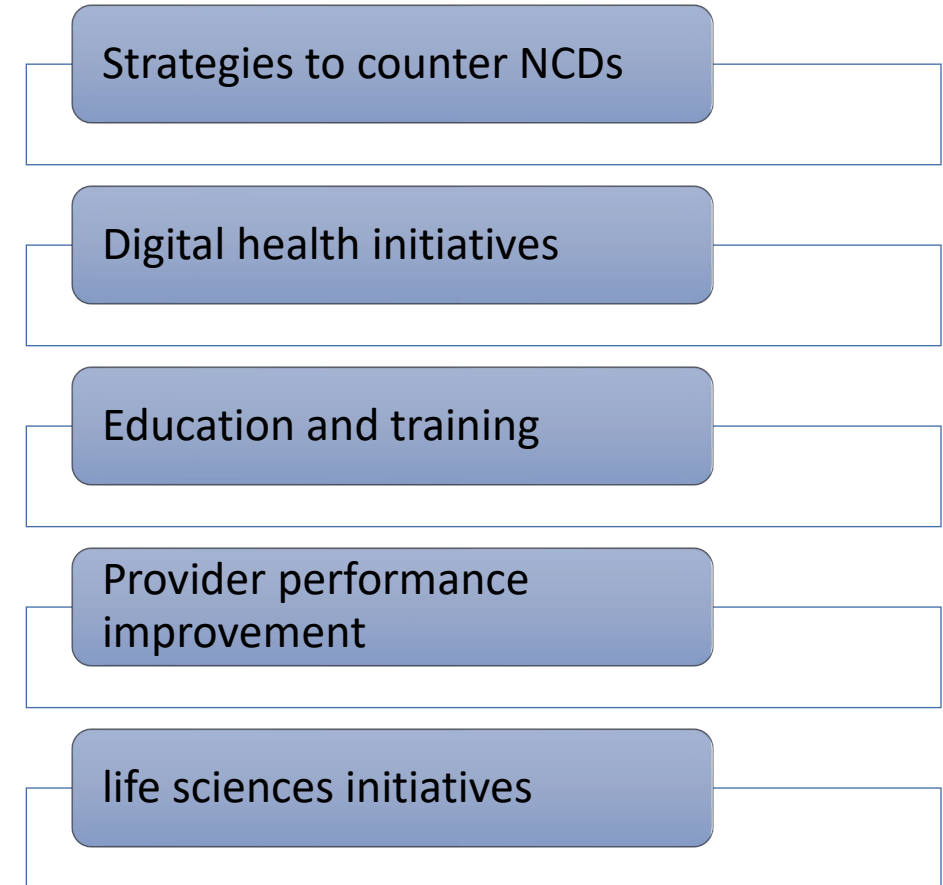 Strategies to counter NCDs
Digital health initiatives
Education and training
Provider performance
improvement
life sciences initiatives